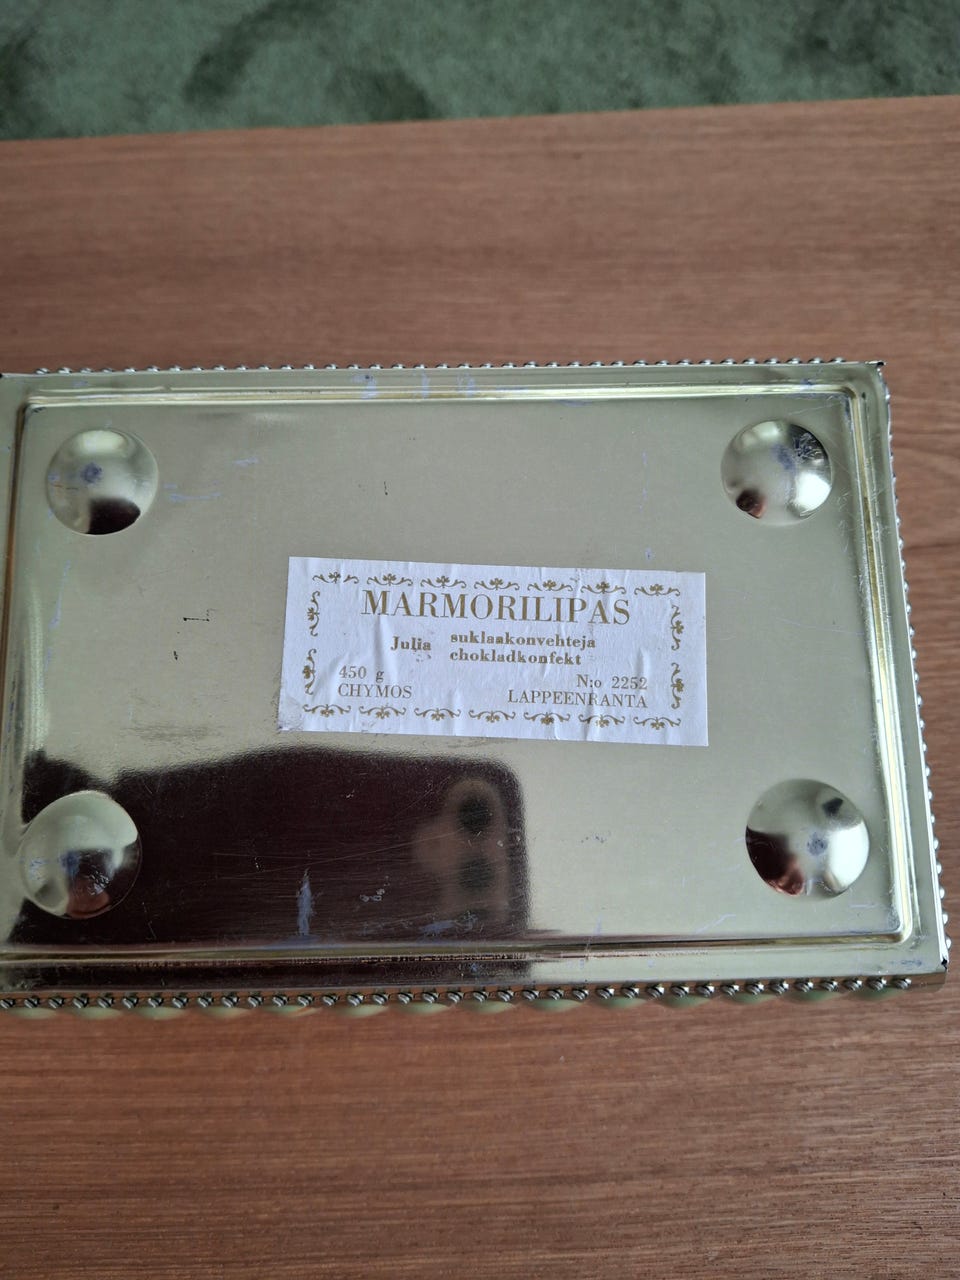 MARMORILIPAS
Julia suklaakonvehteja
chokladkonfekt
450 g N:o 2252
CHYMOS LAPPEENRANTA